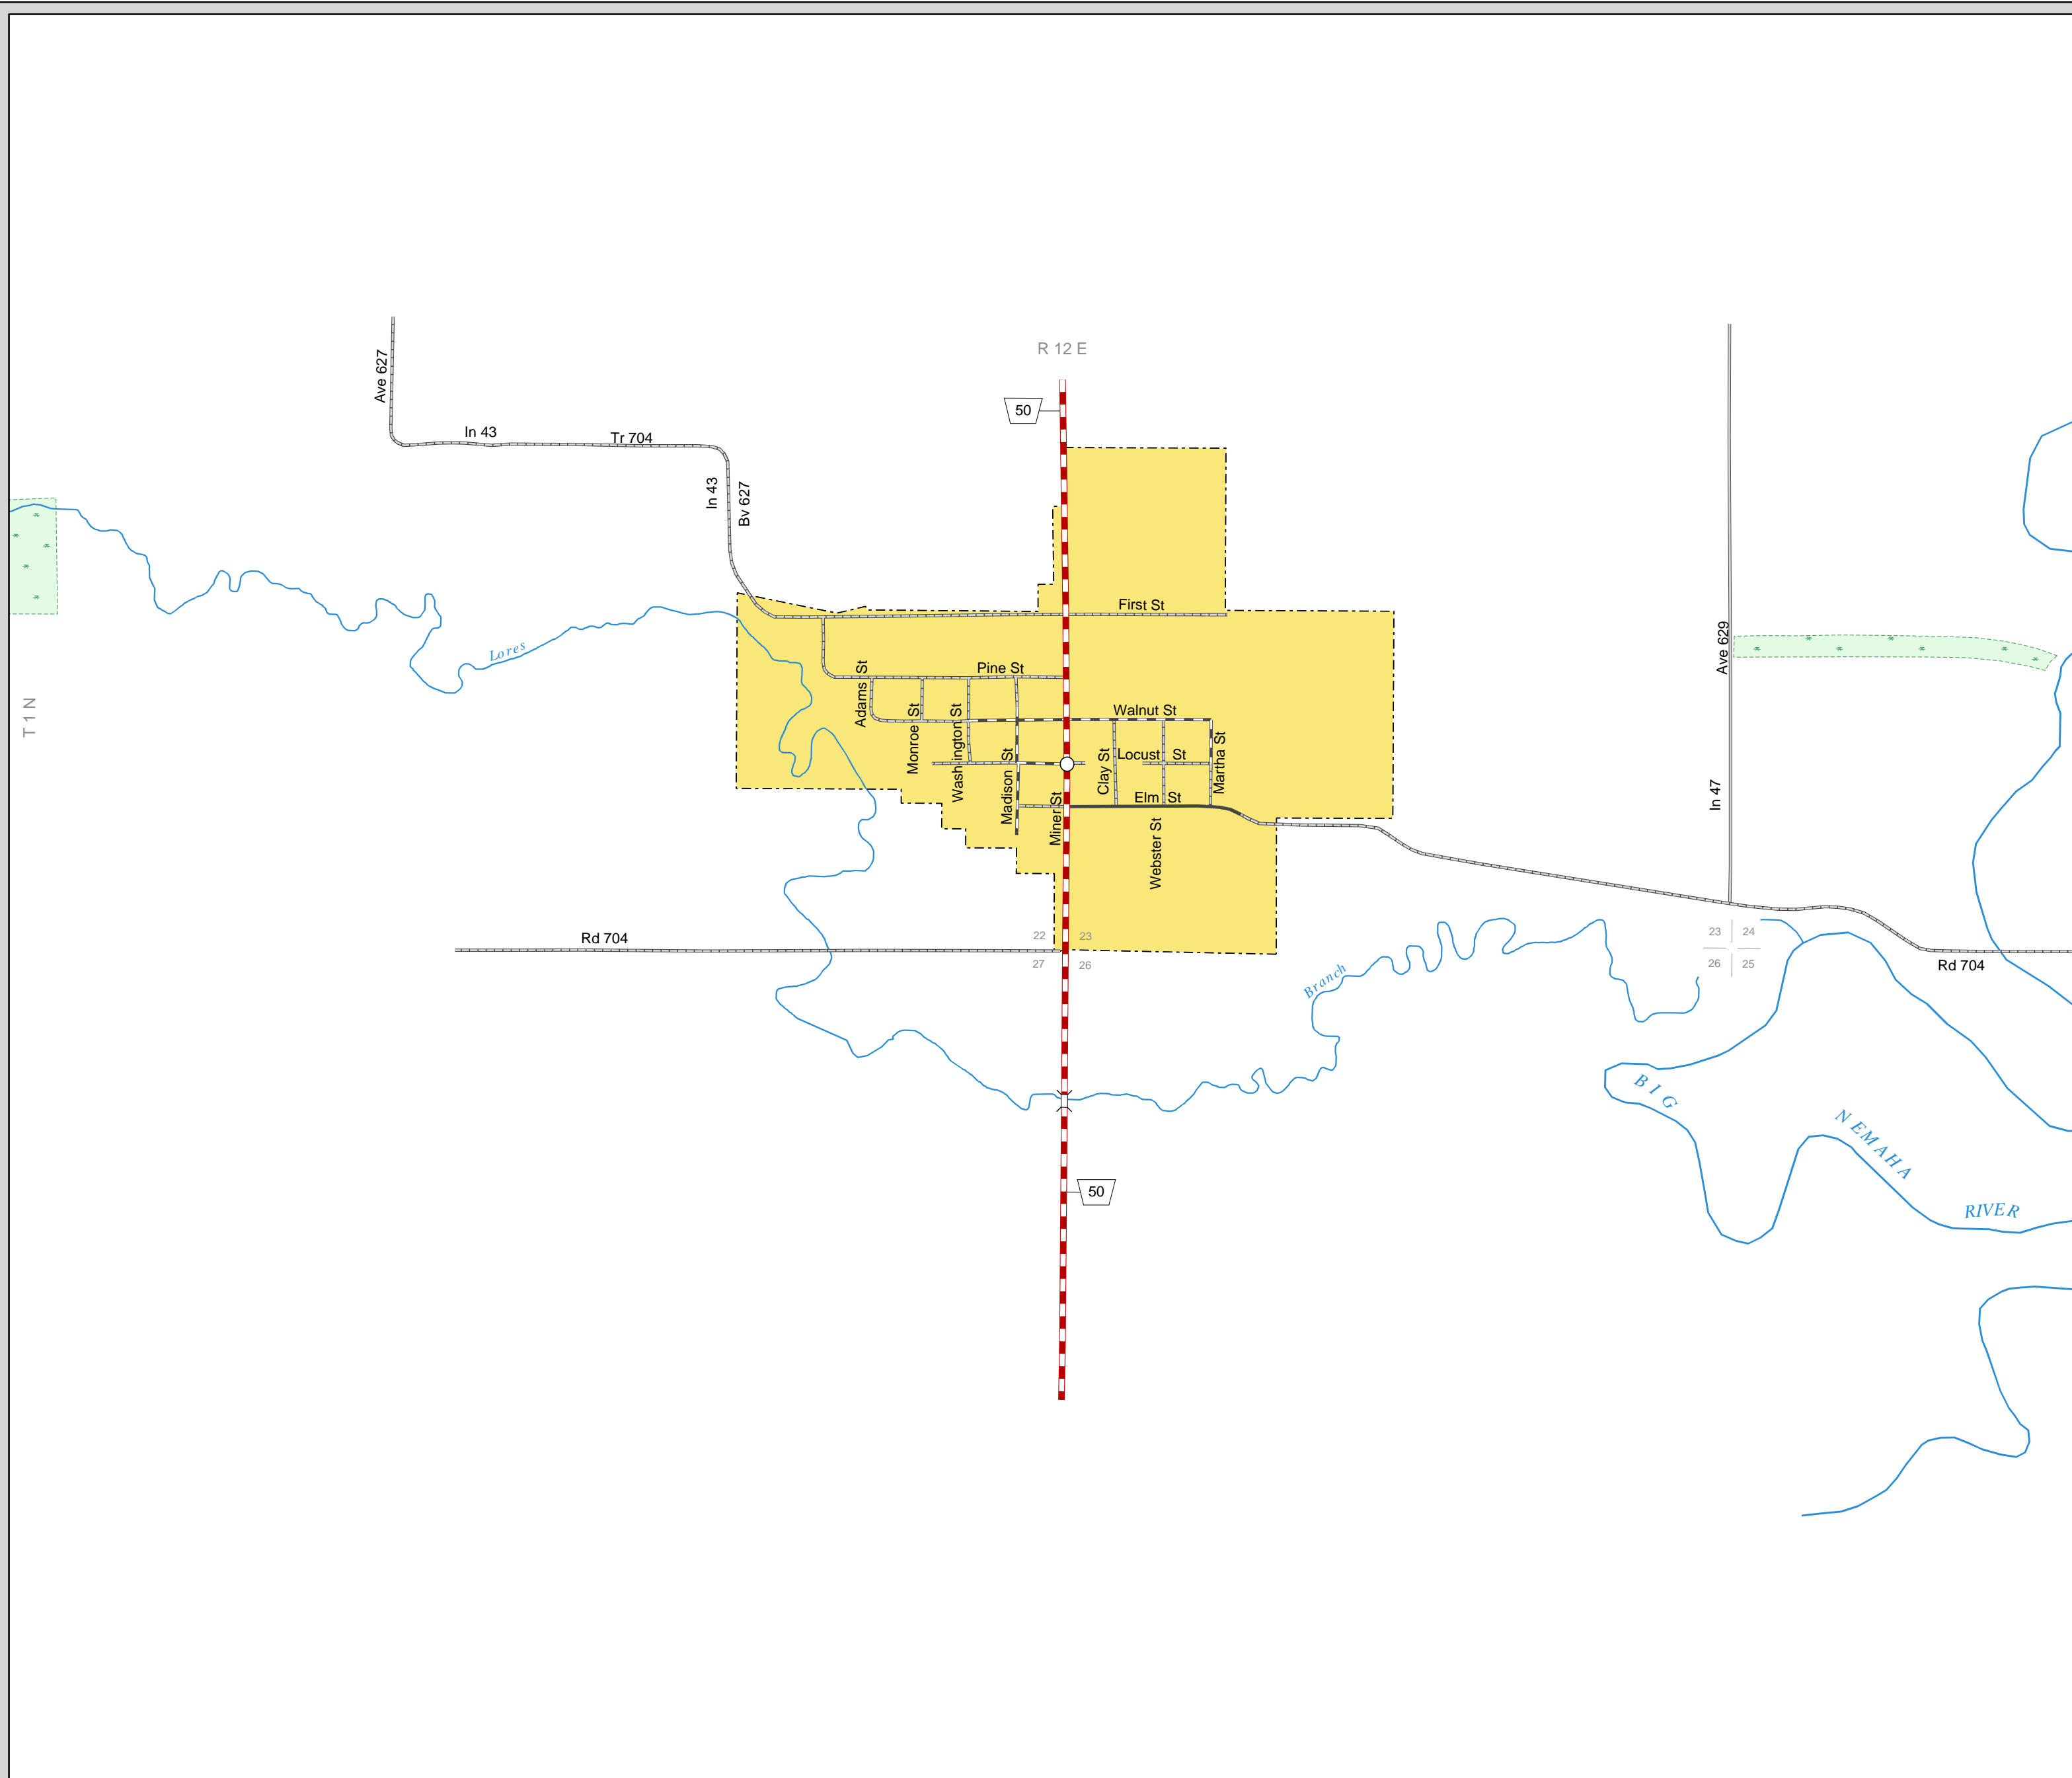 R 12 E
Ave 627
50
In 43
Tr 704
In 43
Bv 627
First St
Lores
Pine St
Adams St
Ave 629
T 1 N
Monroe St
Washington St
Walnut St
Madison St
Clay St
Locust St
Martha St
Miner St
Elm St
In 47
Webster St
Rd 704
22
23
27
26
23
24
26
25
Rd 704
Branch
BIG
NEMAHA
RIVER
50